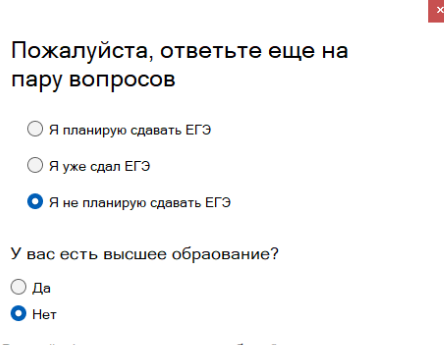 Пожалуйста, ответьте еще на
пару вопросов
Я планирую сдавать ЕГЭ
Я уже сдал ЕГЭ
Я не планирую сдавать ЕГЭ
У вас есть высшее обраование?
Да
Нет